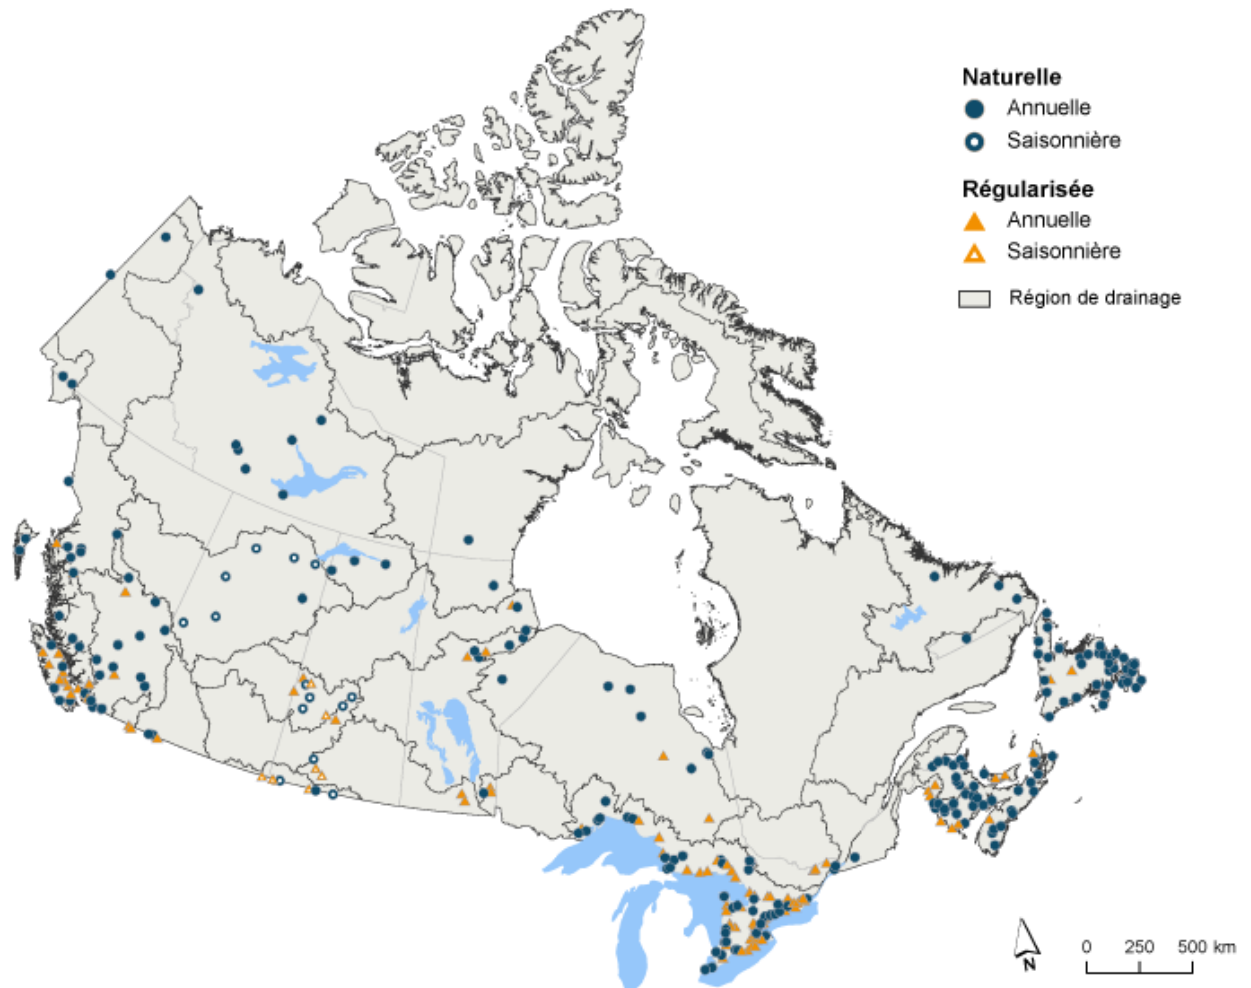 Naturelle
Annuelle
Saisonnière
Régularisée
Annuelle
Saisonnière
Région de drainage
N
0 250 500 km